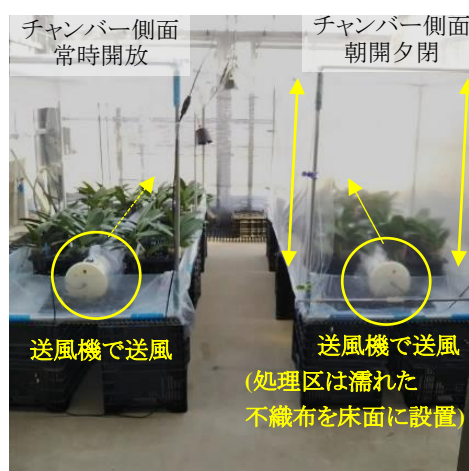 チャンバー側面
常時開放
チャンバー側面
朝開夕閉
送風機で送風
送風機で送風
(処理区は濡れた
不織布を床面に設置)